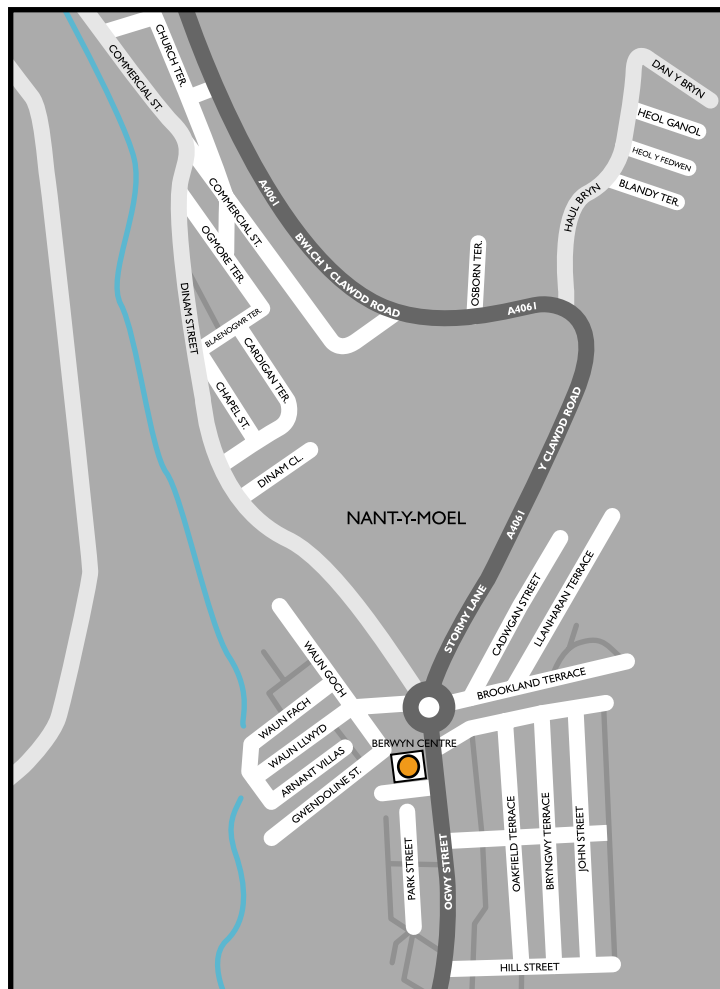 COMMERCIAL ST.
CHURCH TER.
DAN Y BRYN
HEOL GANOL
HEOL Y FEDWEN
BLANDY TER.
HAUL BRYN
A4061
COMMERCIAL ST.
OGMORE TER.
BWLCH Y CLAWDD ROAD
OSBORN TER.
A4061
DINAM STREET
BLAENOGWR TER.
CARDIGAN TER.
CHAPEL ST.
Y CLAWDD ROAD
DINAM CL.
NANT-Y-MOEL
A4061
STORMY LANE
CADWGAN STREET
LLANHARAN TERRACE
BROOKLAND TERRACE
WAUN GOCH
WAUN FACH
WAUN LLWYD
ARNANT VILLAS
GWENDOLINE ST.
BERWYN CENTRE
PARK STREET
OGWY STREET
OAKFIELD TERRACE
BRYNGWY TERRACE
JOHN STREET
HILL STREET